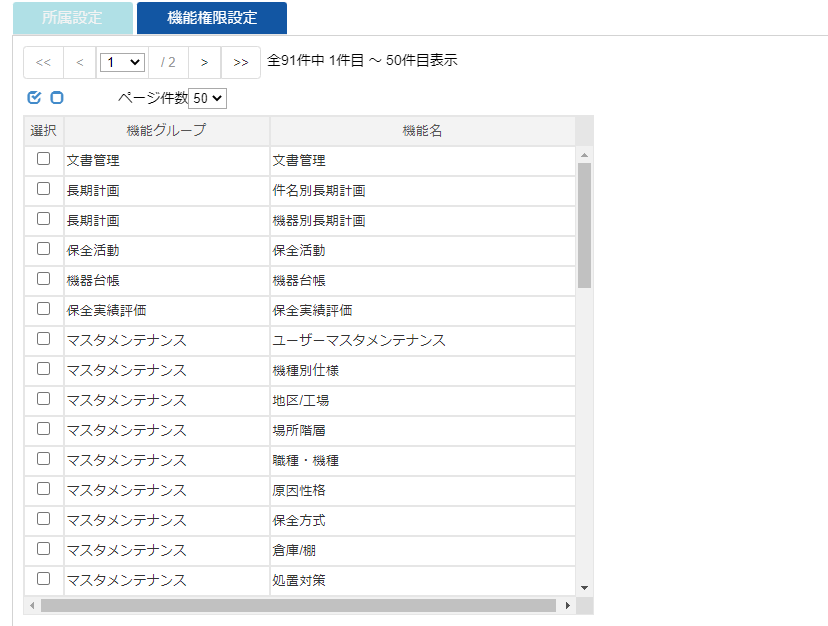 所属設定 機能権限設定
<< < 1 / 2 > >> 全91件中 1件目 ～ 50件目表示
ページ件数 50
選択 機能グループ 機能名
文書管理 文書管理
長期計画 件名別長期計画
長期計画 機器別長期計画
保全活動 保全活動
機器台帳 機器台帳
保全実績評価 保全実績評価
マスタメンテナンス ユーザーマスタメンテナンス
マスタメンテナンス 機種別仕様
マスタメンテナンス 地区/工場
マスタメンテナンス 場所階層
マスタメンテナンス 職種・機種
マスタメンテナンス 原因性格
マスタメンテナンス 保全方式
マスタメンテナンス 倉庫/棚
マスタメンテナンス 処置対策